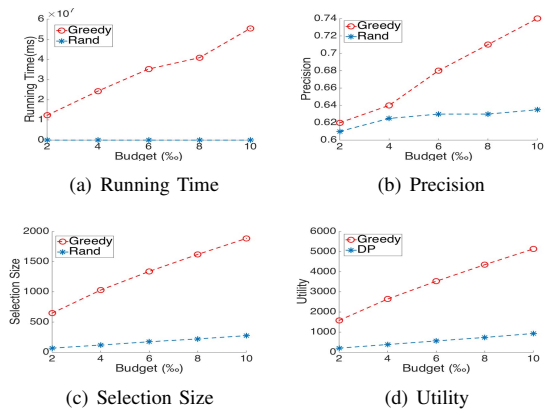 6 ×10⁷
Greedy
Rand
5
4
3
2
1
0
Running Time(ms)
2 4 6 8 10
Budget (‰)
(a) Running Time
0.74
Greedy
Rand
0.72
0.7
0.68
0.66
0.64
0.62
0.6
Precision
2 4 6 8 10
Budget (‰)
(b) Precision
2000
Greedy
Rand
1500
1000
500
0
Selection Size
2 4 6 8 10
Budget (‰)
(c) Selection Size
6000
Greedy
DP
5000
4000
3000
2000
1000
0
Utility
2 4 6 8 10
Budget (‰)
(d) Utility